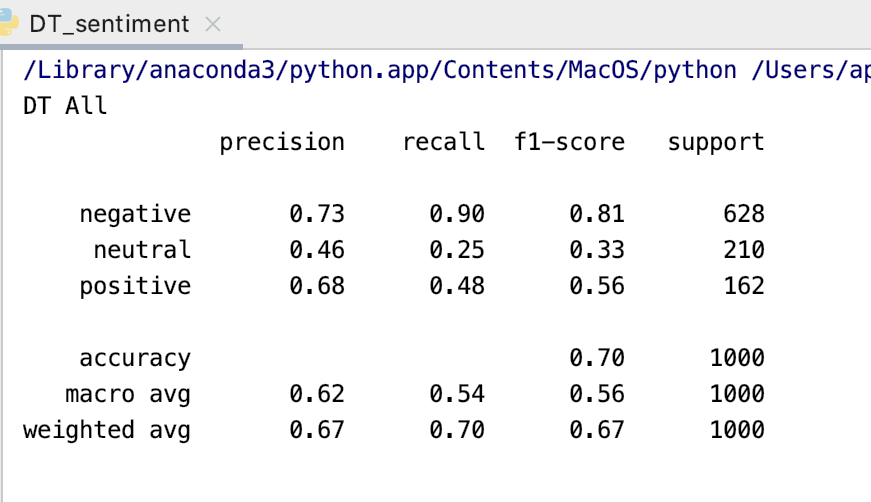 DT_sentiment
/Library/anaconda3/python.app/Contents/MacOS/python /Users/ap
DT All
precision recall f1-score support
negative 0.73 0.90 0.81 628
neutral 0.46 0.25 0.33 210
positive 0.68 0.48 0.56 162
accuracy 0.70 1000
macro avg 0.62 0.54 0.56 1000
weighted avg 0.67 0.70 0.67 1000